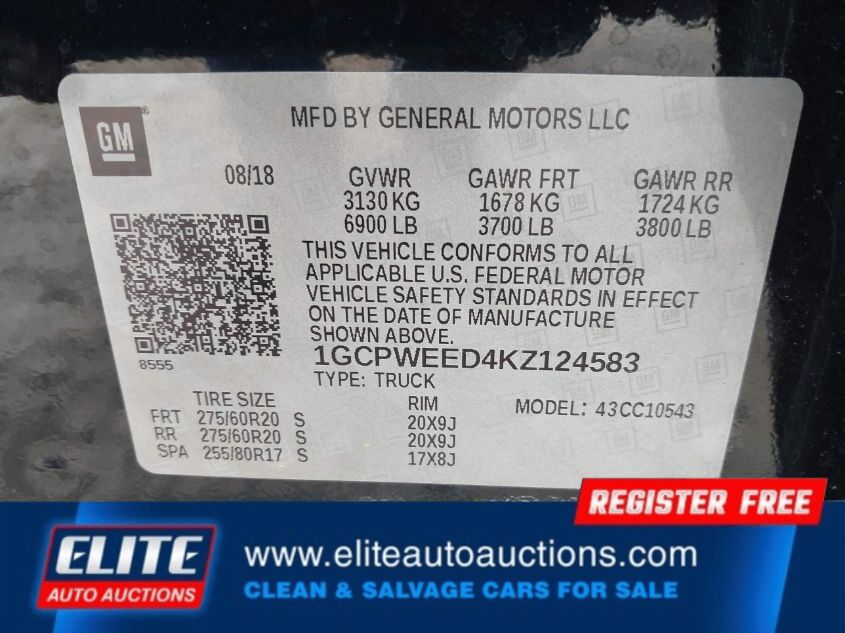 GM
MFD BY GENERAL MOTORS LLC
08/18 GVWR GAWR FRT GAWR RR
3130 KG 1678 KG 1724 KG
6900 LB 3700 LB 3800 LB
THIS VEHICLE CONFORMS TO ALL
APPLICABLE U.S. FEDERAL MOTOR
VEHICLE SAFETY STANDARDS IN EFFECT
ON THE DATE OF MANUFACTURE
SHOWN ABOVE.
8555
1GCPWEED4KZ124583
TYPE: TRUCK
TIRE SIZE RIM MODEL: 43CC10543
FRT 275/60R20 S 20X9J
RR 275/60R20 S 20X9J
SPA 255/80R17 S 17X8J
REGISTER FREE
ELITE
AUTO AUCTIONS
www.eliteautoauctions.com
CLEAN & SALVAGE CARS FOR SALE